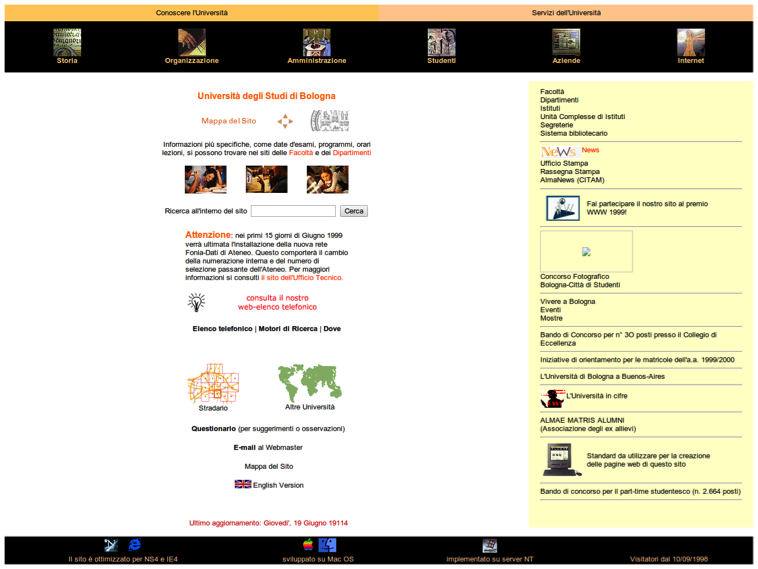 Conoscere l'Università
Servizi dell'Università
Storia
Organizzazione
Amministrazione
Studenti
Aziende
Internet
Università degli Studi di Bologna
Mappa del Sito
Informazioni più specifiche, come date d'esami, programmi, orari
lezioni, si possono trovare nei siti delle Facoltà e dei Dipartimenti
Ricerca all'interno del sito
Cerca
Attenzione: nei primi 15 giorni di Giugno 1999
verrà ultimata l'installazione della nuova rete
Fonia-Dati di Ateneo. Questo comporterà il cambio
della numerazione interna e del numero di
selezione passante dell'Ateneo. Per maggiori
informazioni si consulti il sito dell'Ufficio Tecnico.
consulta il nostro
web-elenco telefonico
Elenco telefonico | Motori di Ricerca | Dove
Stradario
Altre Università
Questionario (per suggerimenti o osservazioni)
E-mail al Webmaster
Mappa del Sito
English Version
Ultimo aggiornamento: Giovedi', 19 Giugno 19114
Facoltà
Dipartimenti
Istituti
Unità Complesse di Istituti
Segreterie
Sistema bibliotecario
NeWs News
Ufficio Stampa
Rassegna Stampa
AlmaNews (CITAM)
Fai partecipare il nostro sito al premio
WWW 1999!
Concorso Fotografico
Bologna-Città di Studenti
Vivere a Bologna
Eventi
Mostre
Bando di Concorso per n° 3O posti presso il Collegio di
Eccellenza
Iniziative di orientamento per le matricole dell'a.a. 1999/2000
L'Università di Bologna a Buenos-Aires
L'Università in cifre
ALMAE MATRIS ALUMNI
(Associazione degli ex allievi)
Standard da utilizzare per la creazione
delle pagine web di questo sito
Bando di concorso per il part-time studentesco (n. 2.664 posti)
Il sito è ottimizzato per NS4 e IE4
sviluppato su Mac OS
implementato su server NT
Visitatori dal 10/09/1998